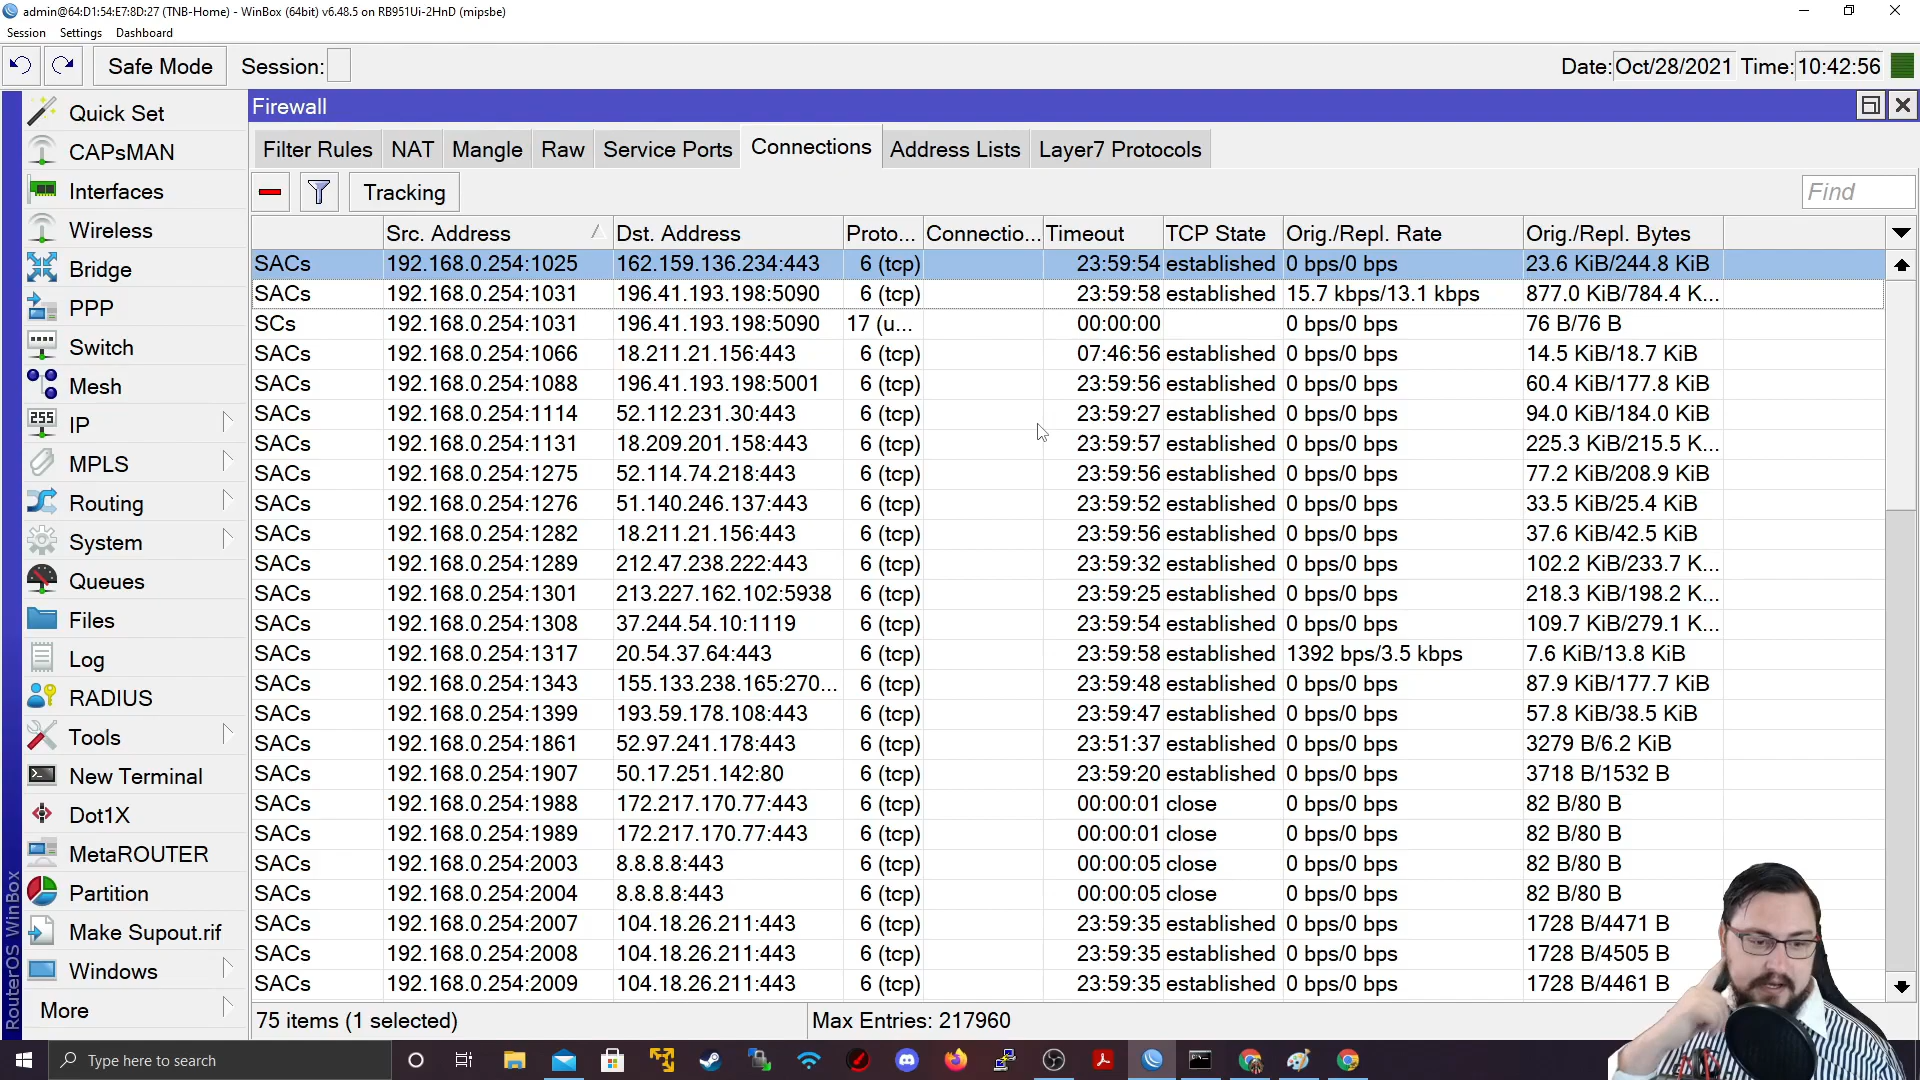 admin@64:D1:54:E7:8D:27 (TNB-Home) - WinBox (64bit) v6.48.5 on RB951Ui-2HnD (mipsbe)
Session Settings Dashboard
Safe Mode Session: Date: Oct/28/2021 Time: 10:42:56
Quick Set
CAPsMAN
Interfaces
Wireless
Bridge
PPP
Switch
Mesh
255
IP
MPLS
Routing
System
Queues
Files
Log
RADIUS
Tools
New Terminal
Dot1X
MetaROUTER
Partition
Make Supout.rif
Windows
More
RouterOS WinBox
Firewall
Filter Rules NAT Mangle Raw Service Ports Connections Address Lists Layer7 Protocols
Tracking Find
Src. Address Dst. Address Proto... Connectio... Timeout TCP State Orig./Repl. Rate Orig./Repl. Bytes
SACs 192.168.0.254:1025 162.159.136.234:443 6 (tcp) 23:59:54 established 0 bps/0 bps 23.6 KiB/244.8 KiB
SACs 192.168.0.254:1031 196.41.193.198:5090 6 (tcp) 23:59:58 established 15.7 kbps/13.1 kbps 877.0 KiB/784.4 K...
SCs 192.168.0.254:1031 196.41.193.198:5090 17 (u... 00:00:00 0 bps/0 bps 76 B/76 B
SACs 192.168.0.254:1066 18.211.21.156:443 6 (tcp) 07:46:56 established 0 bps/0 bps 14.5 KiB/18.7 KiB
SACs 192.168.0.254:1088 196.41.193.198:5001 6 (tcp) 23:59:56 established 0 bps/0 bps 60.4 KiB/177.8 KiB
SACs 192.168.0.254:1114 52.112.231.30:443 6 (tcp) 23:59:27 established 0 bps/0 bps 94.0 KiB/184.0 KiB
SACs 192.168.0.254:1131 18.209.201.158:443 6 (tcp) 23:59:57 established 0 bps/0 bps 225.3 KiB/215.5 K...
SACs 192.168.0.254:1275 52.114.74.218:443 6 (tcp) 23:59:56 established 0 bps/0 bps 77.2 KiB/208.9 KiB
SACs 192.168.0.254:1276 51.140.246.137:443 6 (tcp) 23:59:52 established 0 bps/0 bps 33.5 KiB/25.4 KiB
SACs 192.168.0.254:1282 18.211.21.156:443 6 (tcp) 23:59:56 established 0 bps/0 bps 37.6 KiB/42.5 KiB
SACs 192.168.0.254:1289 212.47.238.222:443 6 (tcp) 23:59:32 established 0 bps/0 bps 102.2 KiB/233.7 K...
SACs 192.168.0.254:1301 213.227.162.102:5938 6 (tcp) 23:59:25 established 0 bps/0 bps 218.3 KiB/198.2 K...
SACs 192.168.0.254:1308 37.244.54.10:1119 6 (tcp) 23:59:54 established 0 bps/0 bps 109.7 KiB/279.1 K...
SACs 192.168.0.254:1317 20.54.37.64:443 6 (tcp) 23:59:58 established 1392 bps/3.5 kbps 7.6 KiB/13.8 KiB
SACs 192.168.0.254:1343 155.133.238.165:270... 6 (tcp) 23:59:48 established 0 bps/0 bps 87.9 KiB/177.7 KiB
SACs 192.168.0.254:1399 193.59.178.108:443 6 (tcp) 23:59:47 established 0 bps/0 bps 57.8 KiB/38.5 KiB
SACs 192.168.0.254:1861 52.97.241.178:443 6 (tcp) 23:51:37 established 0 bps/0 bps 3279 B/6.2 KiB
SACs 192.168.0.254:1907 50.17.251.142:80 6 (tcp) 23:59:20 established 0 bps/0 bps 3718 B/1532 B
SACs 192.168.0.254:1988 172.217.170.77:443 6 (tcp) 00:00:01 close 0 bps/0 bps 82 B/80 B
SACs 192.168.0.254:1989 172.217.170.77:443 6 (tcp) 00:00:01 close 0 bps/0 bps 82 B/80 B
SACs 192.168.0.254:2003 8.8.8.8:443 6 (tcp) 00:00:05 close 0 bps/0 bps 82 B/80 B
SACs 192.168.0.254:2004 8.8.8.8:443 6 (tcp) 00:00:05 close 0 bps/0 bps 82 B/80 B
SACs 192.168.0.254:2007 104.18.26.211:443 6 (tcp) 23:59:35 established 0 bps/0 bps 1728 B/4471 B
SACs 192.168.0.254:2008 104.18.26.211:443 6 (tcp) 23:59:35 established 0 bps/0 bps 1728 B/4505 B
SACs 192.168.0.254:2009 104.18.26.211:443 6 (tcp) 23:59:35 established 0 bps/0 bps 1728 B/4461 B
75 items (1 selected) Max Entries: 217960
Type here to search